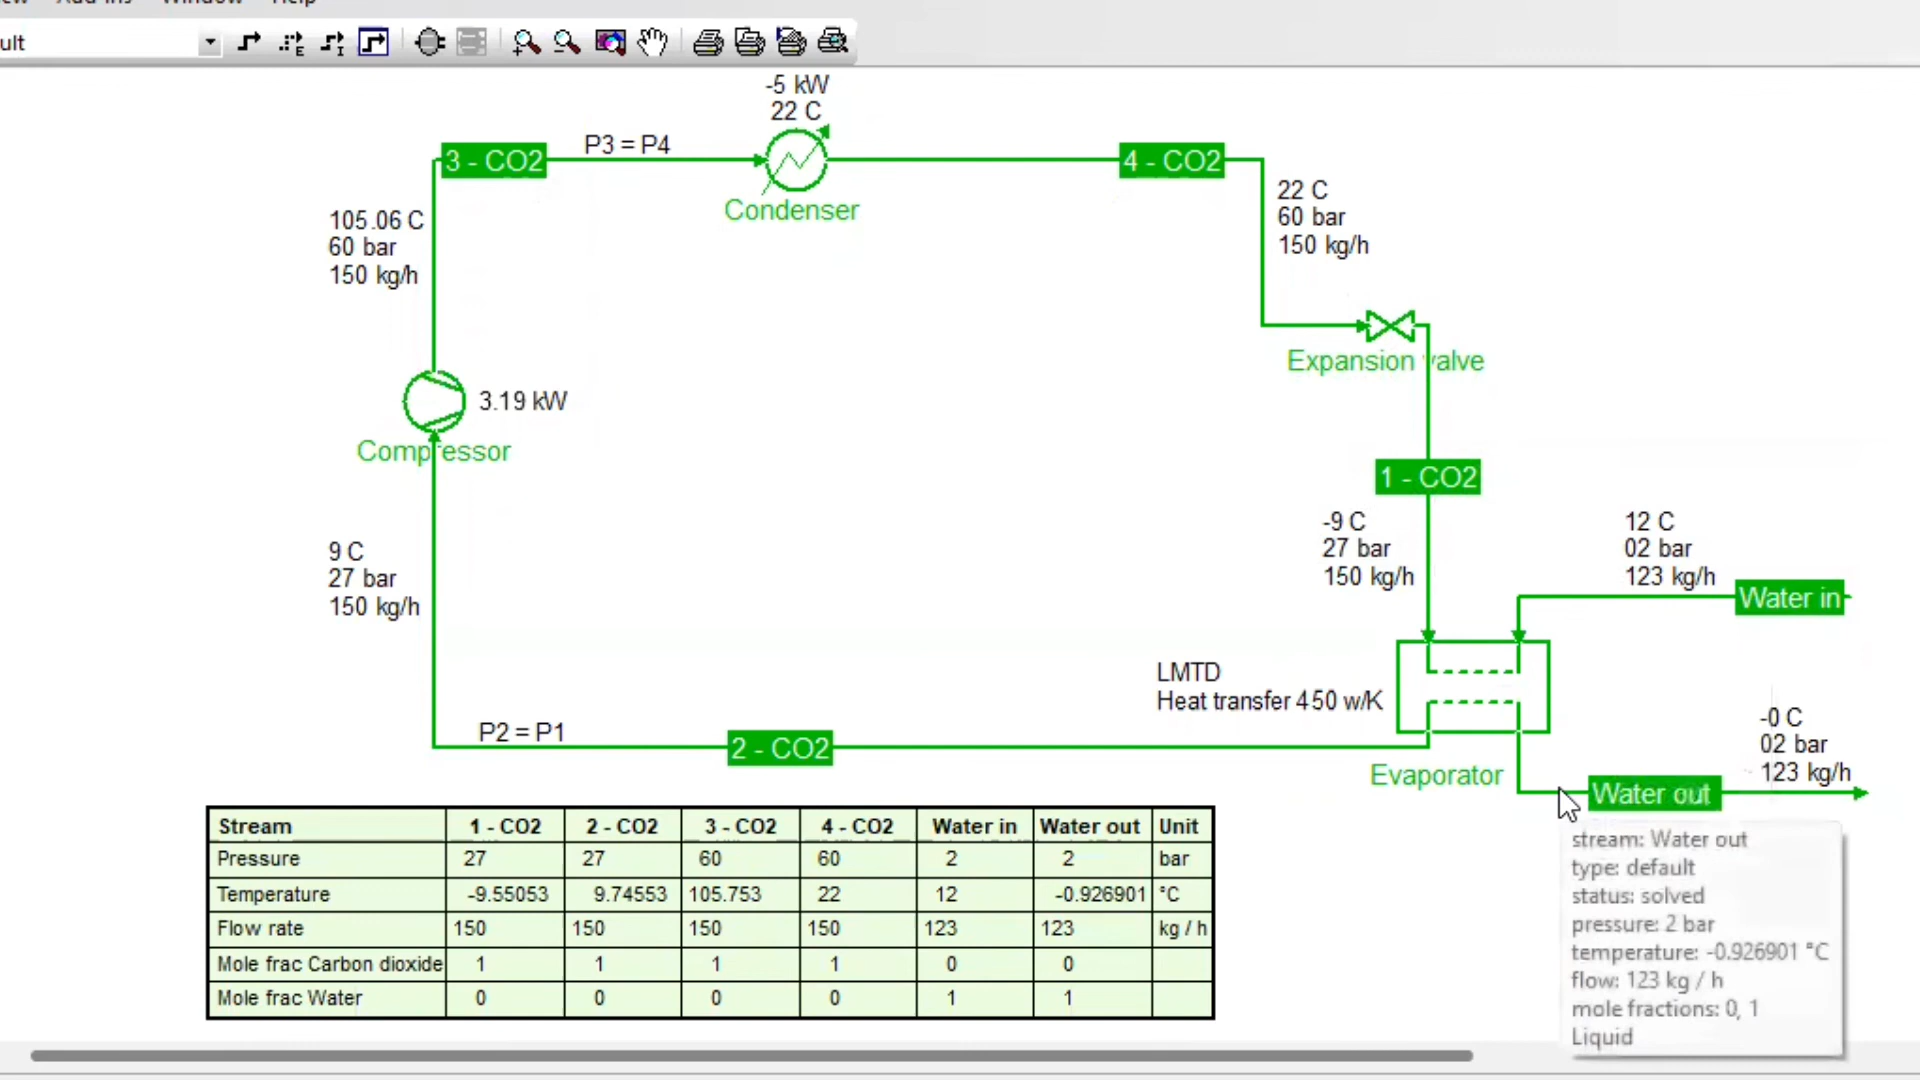 Window
Help
ult
-5 kW
22 C
3 - CO2
P3 = P4
4 - CO2
Condenser
105.06 C
60 bar
150 kg/h
22 C
60 bar
150 kg/h
Expansion valve
3.19 kW
Compressor
1 - CO2
-9 C
27 bar
150 kg/h
12 C
02 bar
123 kg/h
Water in
9 C
27 bar
150 kg/h
LMTD
Heat transfer 450 w/K
P2 = P1
2 - CO2
Evaporator
-0 C
02 bar
123 kg/h
Water out
Stream 1 - CO2 2 - CO2 3 - CO2 4 - CO2 Water in Water out Unit
Pressure 27 27 60 60 2 2 bar
Temperature -9.55053 9.74553 105.753 22 12 -0.926901 °C
Flow rate 150 150 150 150 123 123 kg / h
Mole frac Carbon dioxide 1 1 1 1 0 0
Mole frac Water 0 0 0 0 1 1
stream: Water out
type: default
status: solved
pressure: 2 bar
temperature: -0.926901 °C
flow: 123 kg / h
mole fractions: 0, 1
Liquid